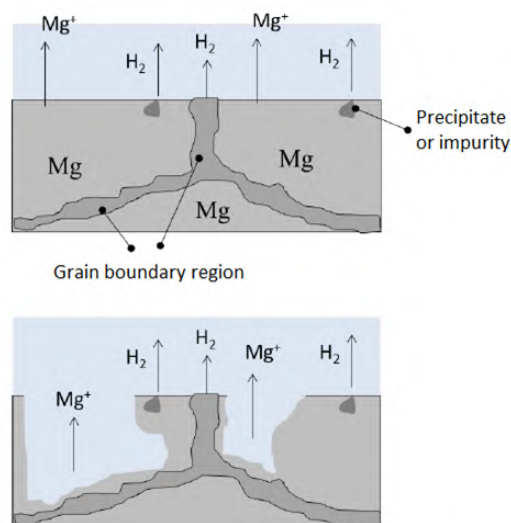 Mg⁺
H₂
H₂
Mg⁺
H₂
Precipitate
or impurity
Mg
Mg
Mg
Grain boundary region
H₂
H₂
Mg⁺
H₂
Mg⁺